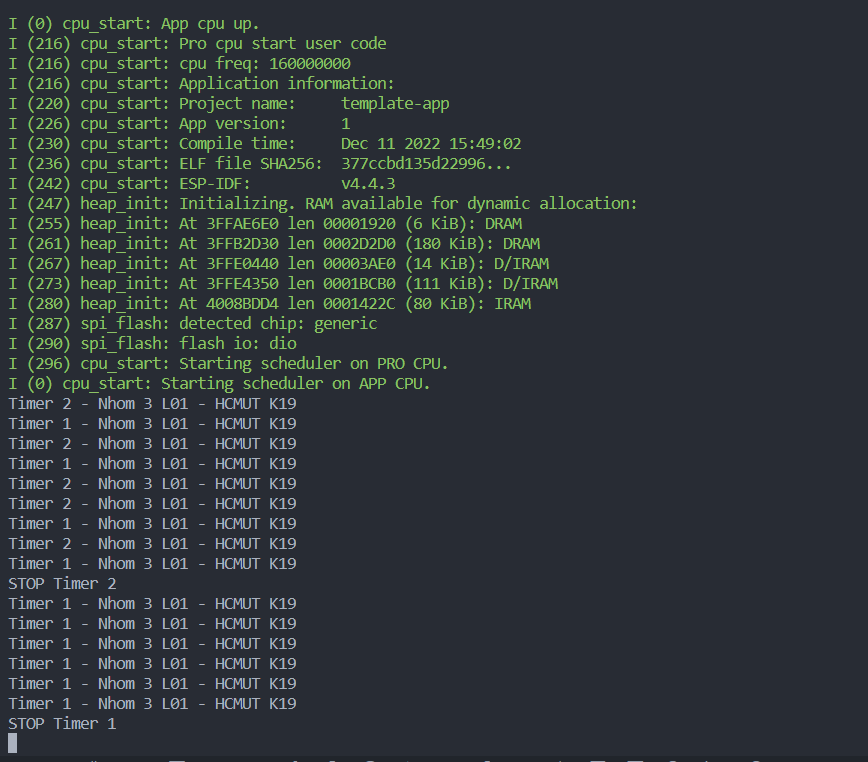 I (0) cpu_start: App cpu up.
I (216) cpu_start: Pro cpu start user code
I (216) cpu_start: cpu freq: 160000000
I (216) cpu_start: Application information:
I (220) cpu_start: Project name:     template-app
I (226) cpu_start: App version:      1
I (230) cpu_start: Compile time:     Dec 11 2022 15:49:02
I (236) cpu_start: ELF file SHA256:  377ccbd135d22996...
I (242) cpu_start: ESP-IDF:          v4.4.3
I (247) heap_init: Initializing. RAM available for dynamic allocation:
I (255) heap_init: At 3FFAE6E0 len 00001920 (6 KiB): DRAM
I (261) heap_init: At 3FFB2D30 len 0002D2D0 (180 KiB): DRAM
I (267) heap_init: At 3FFE0440 len 00003AE0 (14 KiB): D/IRAM
I (273) heap_init: At 3FFE4350 len 0001BCB0 (111 KiB): D/IRAM
I (280) heap_init: At 4008BDD4 len 0001422C (80 KiB): IRAM
I (287) spi_flash: detected chip: generic
I (290) spi_flash: flash io: dio
I (296) cpu_start: Starting scheduler on PRO CPU.
I (0) cpu_start: Starting scheduler on APP CPU.
Timer 2 - Nhom 3 L01 - HCMUT K19
Timer 1 - Nhom 3 L01 - HCMUT K19
Timer 2 - Nhom 3 L01 - HCMUT K19
Timer 1 - Nhom 3 L01 - HCMUT K19
Timer 2 - Nhom 3 L01 - HCMUT K19
Timer 2 - Nhom 3 L01 - HCMUT K19
Timer 1 - Nhom 3 L01 - HCMUT K19
Timer 2 - Nhom 3 L01 - HCMUT K19
Timer 1 - Nhom 3 L01 - HCMUT K19
STOP Timer 2
Timer 1 - Nhom 3 L01 - HCMUT K19
Timer 1 - Nhom 3 L01 - HCMUT K19
Timer 1 - Nhom 3 L01 - HCMUT K19
Timer 1 - Nhom 3 L01 - HCMUT K19
Timer 1 - Nhom 3 L01 - HCMUT K19
Timer 1 - Nhom 3 L01 - HCMUT K19
STOP Timer 1